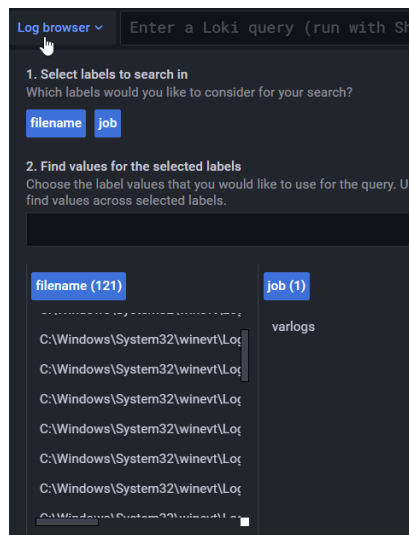 Log browser
Enter a Loki query (run with Sh
1. Select labels to search in
Which labels would you like to consider for your search?
filename job
2. Find values for the selected labels
Choose the label values that you would like to use for the query. U
find values across selected labels.
filename (121) job (1)
varlogs
C:\Windows\System32\winevt\Log
C:\Windows\System32\winevt\Log
C:\Windows\System32\winevt\Log
C:\Windows\System32\winevt\Log
C:\Windows\System32\winevt\Log
C:\Windows\System32\winevt\Log